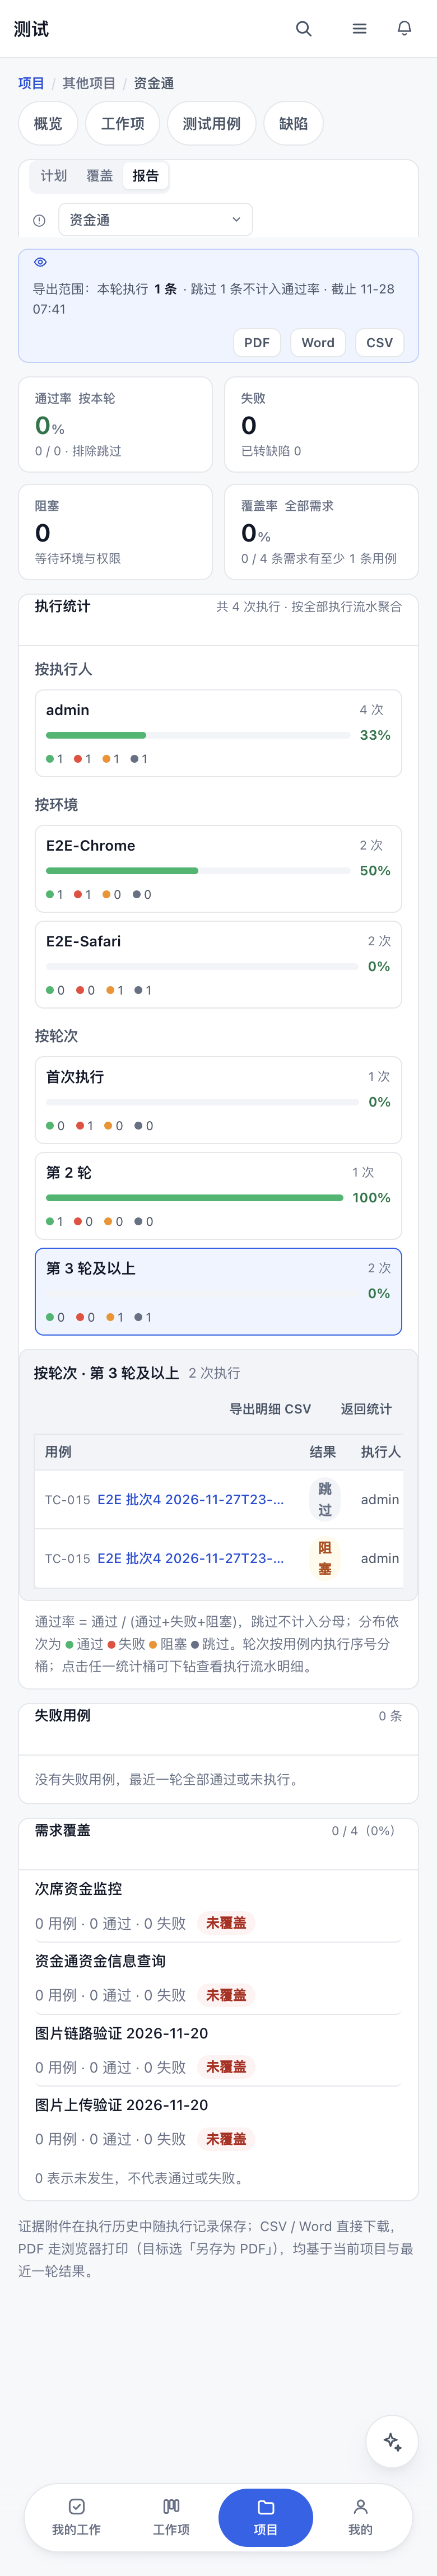 测试
项目 / 其他项目 / 资金通
概览 工作项 测试用例 缺陷
计划 覆盖 报告
资金通
导出范围：本轮执行 1 条 · 跳过 1 条不计入通过率 · 截止 11-28
07:41
PDF Word CSV
通过率 按本轮
0%
0 / 0 · 排除跳过
失败
0
已转缺陷 0
阻塞
0
等待环境与权限
覆盖率 全部需求
0%
0 / 4 条需求有至少 1 条用例
执行统计 共 4 次执行 · 按全部执行流水聚合
按执行人
admin 4 次
33%
1 1 1 1
按环境
E2E-Chrome 2 次
50%
1 1 0 0
E2E-Safari 2 次
0%
0 0 1 1
按轮次
首次执行 1 次
0%
0 1 0 0
第 2 轮 1 次
100%
1 0 0 0
第 3 轮及以上 2 次
0%
0 0 1 1
按轮次 · 第 3 轮及以上 2 次执行
导出明细 CSV 返回统计
用例 结果 执行人
TC-015 E2E 批次4 2026-11-27T23-... 跳过 admin
TC-015 E2E 批次4 2026-11-27T23-... 阻塞 admin
通过率 = 通过 / (通过+失败+阻塞)，跳过不计入分母；分布依
次为 通过 失败 阻塞 跳过。轮次按用例内执行序号分
桶；点击任一统计桶可下钻查看执行流水明细。
失败用例 0 条
没有失败用例，最近一轮全部通过或未执行。
需求覆盖 0 / 4（0%）
次席资金监控
0 用例 · 0 通过 · 0 失败 未覆盖
资金通资金信息查询
0 用例 · 0 通过 · 0 失败 未覆盖
图片链路验证 2026-11-20
0 用例 · 0 通过 · 0 失败 未覆盖
图片上传验证 2026-11-20
0 用例 · 0 通过 · 0 失败 未覆盖
0 表示未发生，不代表通过或失败。
证据附件在执行历史中随执行记录保存；CSV / Word 直接下载，
PDF 走浏览器打印（目标选「另存为 PDF」），均基于当前项目与最
近一轮结果。
我的工作 工作项 项目 我的